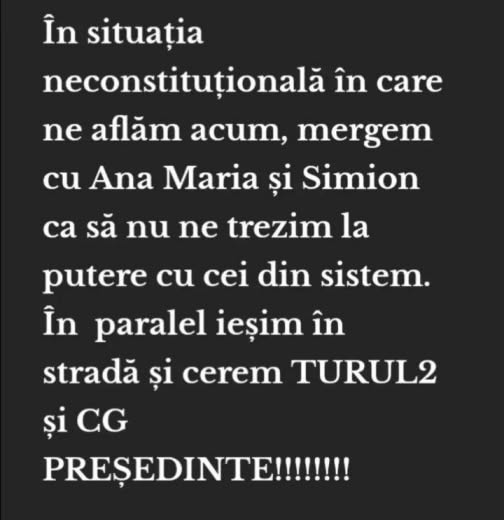 În situația
neconstituțională în care
ne aflăm acum, mergem
cu Ana Maria și Simion
ca să nu ne trezim la
putere cu cei din sistem.
În  paralel ieșim în
stradă și cerem TURUL2
și CG
PREȘEDINTE!!!!!!!!